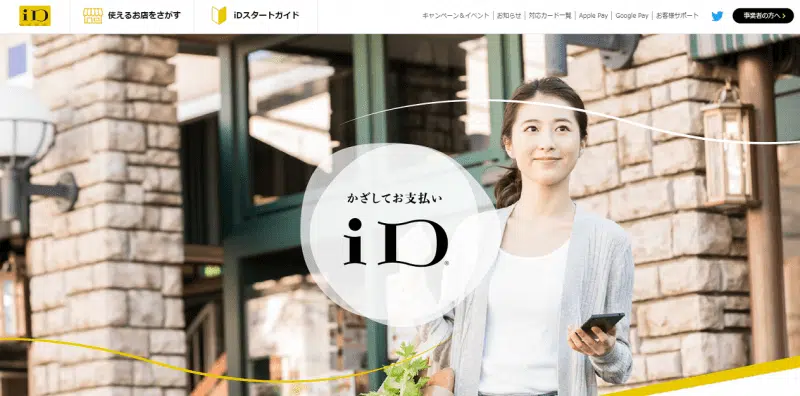 iD
使えるお店をさがす
iDスタートガイド
キャンペーン＆イベント
お知らせ
対応カード一覧
Apple Pay
Google Pay
お客様サポート
事業者の方へ
かざしてお支払い
iD